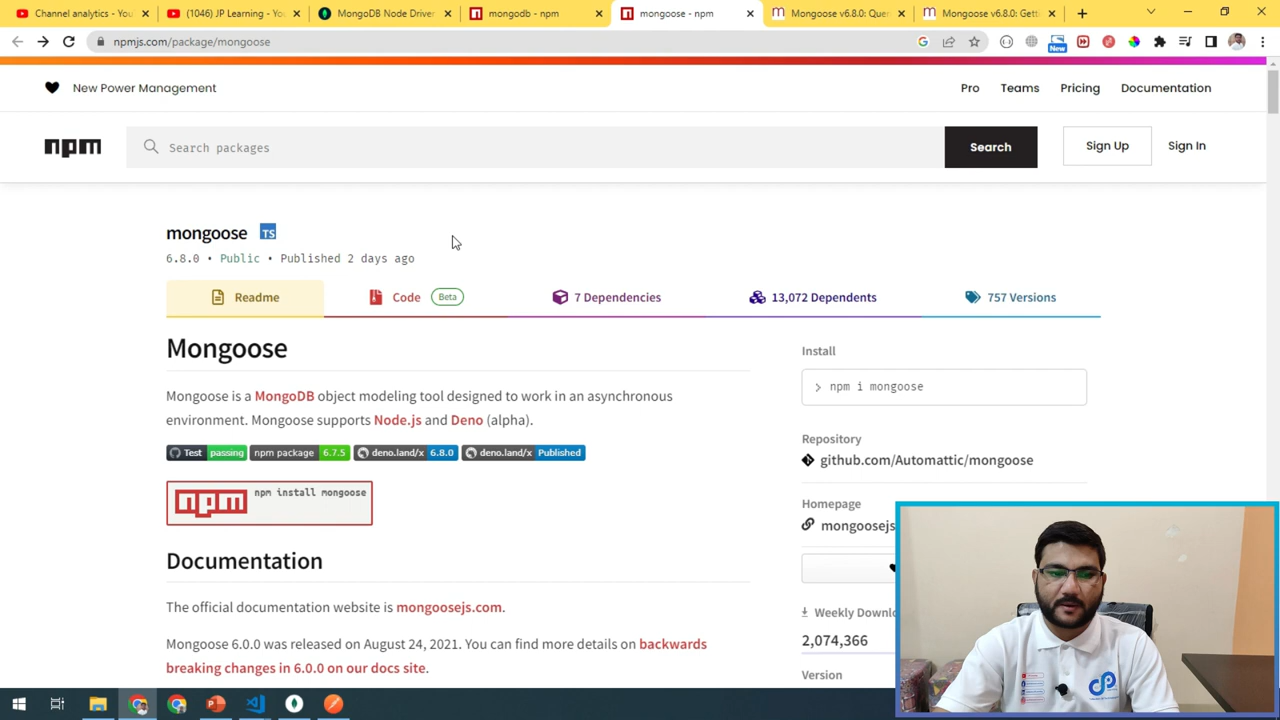 Channel analytics - You
(1046) JP Learning - You
MongoDB Node Driver
mongodb - npm
mongoose - npm
Mongoose v6.8.0: Quer
Mongoose v6.8.0: Getti
npmjs.com/package/mongoose
New
New Power Management
Pro
Teams
Pricing
Documentation
npm
Search packages
Search
Sign Up
Sign In
mongoose TS
6.8.0 • Public • Published 2 days ago
Readme
Code Beta
7 Dependencies
13,072 Dependents
757 Versions
Mongoose
Mongoose is a MongoDB object modeling tool designed to work in an asynchronous
environment. Mongoose supports Node.js and Deno (alpha).
Test passing npm package 6.7.5 deno.land/x 6.8.0 deno.land/x Published
npm npm install mongoose
Documentation
The official documentation website is mongoosejs.com.
Mongoose 6.0.0 was released on August 24, 2021. You can find more details on backwards
breaking changes in 6.0.0 on our docs site.
Install
> npm i mongoose
Repository
github.com/Automattic/mongoose
Homepage
mongoosejs
Weekly Downlo
2,074,366
Version